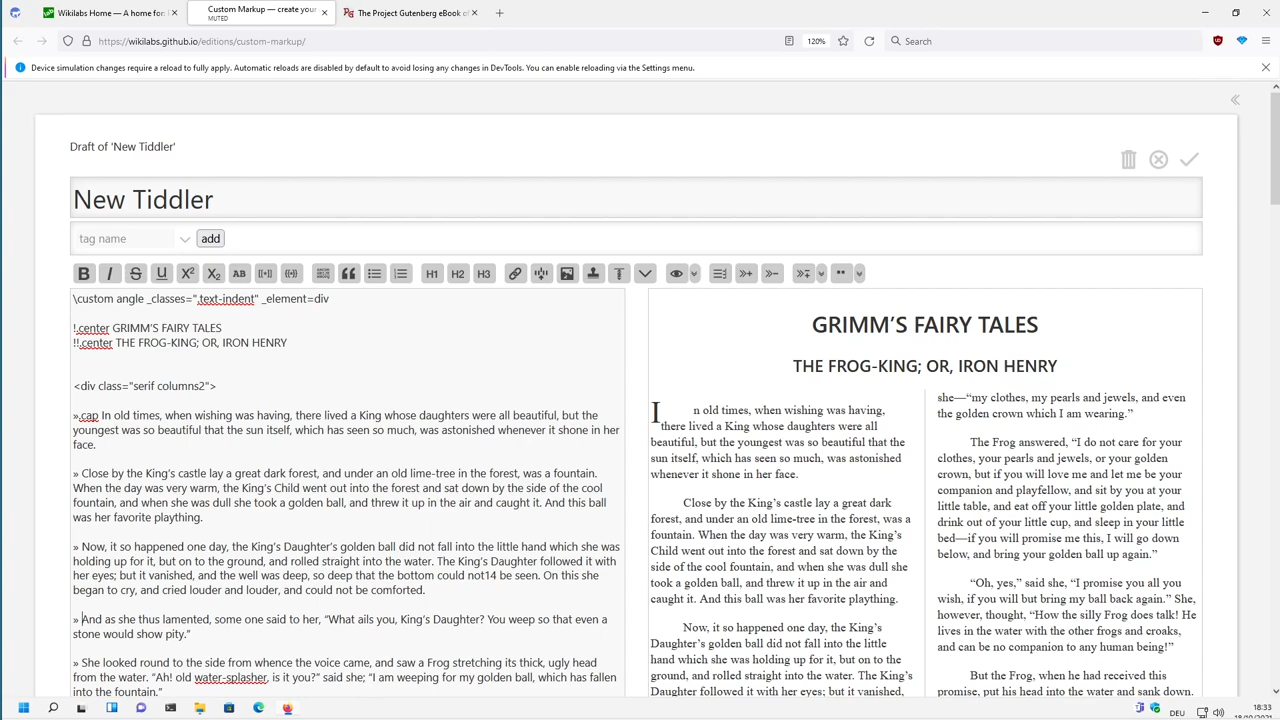 Wikilabs Home — A home for
Custom Markup — create your
MUTED
The Project Gutenberg eBook of
https://wikilabs.github.io/editions/custom-markup/
120%
Search
Device simulation changes require a reload to fully apply. Automatic reloads are disabled by default to avoid losing any changes in DevTools. You can enable reloading via the Settings menu.
Draft of 'New Tiddler'
New Tiddler
tag name
add
B I S U X² X₂ AB H1 H2 H3
\custom angle _classes=".text-indent" _element=div
!.center GRIMM'S FAIRY TALES
!!.center THE FROG-KING; OR, IRON HENRY
<div class="serif columns2">
».cap In old times, when wishing was having, there lived a King whose daughters were all beautiful, but the
youngest was so beautiful that the sun itself, which has seen so much, was astonished whenever it shone in her
face.
» Close by the King's castle lay a great dark forest, and under an old lime-tree in the forest, was a fountain.
When the day was very warm, the King's Child went out into the forest and sat down by the side of the cool
fountain, and when she was dull she took a golden ball, and threw it up in the air and caught it. And this ball
was her favorite plaything.
» Now, it so happened one day, the King's Daughter's golden ball did not fall into the little hand which she was
holding up for it, but on to the ground, and rolled straight into the water. The King's Daughter followed it with
her eyes; but it vanished, and the well was deep, so deep that the bottom could not14 be seen. On this she
began to cry, and cried louder and louder, and could not be comforted.
» And as she thus lamented, some one said to her, “What ails you, King's Daughter? You weep so that even a
stone would show pity.”
» She looked round to the side from whence the voice came, and saw a Frog stretching its thick, ugly head
from the water. “Ah! old water-splasher, is it you?” said she; “I am weeping for my golden ball, which has fallen
into the fountain.”
GRIMM'S FAIRY TALES
THE FROG-KING; OR, IRON HENRY
In old times, when wishing was having,
there lived a King whose daughters were all
beautiful, but the youngest was so beautiful that the
sun itself, which has seen so much, was astonished
whenever it shone in her face.
Close by the King's castle lay a great dark
forest, and under an old lime-tree in the forest, was a
fountain. When the day was very warm, the King's
Child went out into the forest and sat down by the
side of the cool fountain, and when she was dull she
took a golden ball, and threw it up in the air and
caught it. And this ball was her favorite plaything.
Now, it so happened one day, the King's
Daughter's golden ball did not fall into the little
hand which she was holding up for it, but on to the
ground, and rolled straight into the water. The King's
Daughter followed it with her eyes; but it vanished,
she—“my clothes, my pearls and jewels, and even
the golden crown which I am wearing.”
The Frog answered, “I do not care for your
clothes, your pearls and jewels, or your golden
crown, but if you will love me and let me be your
companion and playfellow, and sit by you at your
little table, and eat off your little golden plate, and
drink out of your little cup, and sleep in your little
bed—if you will promise me this, I will go down
below, and bring your golden ball up again.”
“Oh, yes,” said she, “I promise you all you
wish, if you will but bring my ball back again.” She,
however, thought, “How the silly Frog does talk! He
lives in the water with the other frogs and croaks,
and can be no companion to any human being!”
But the Frog, when he had received this
promise, put his head into the water and sank down.
DEU
18:33
18/10/2021